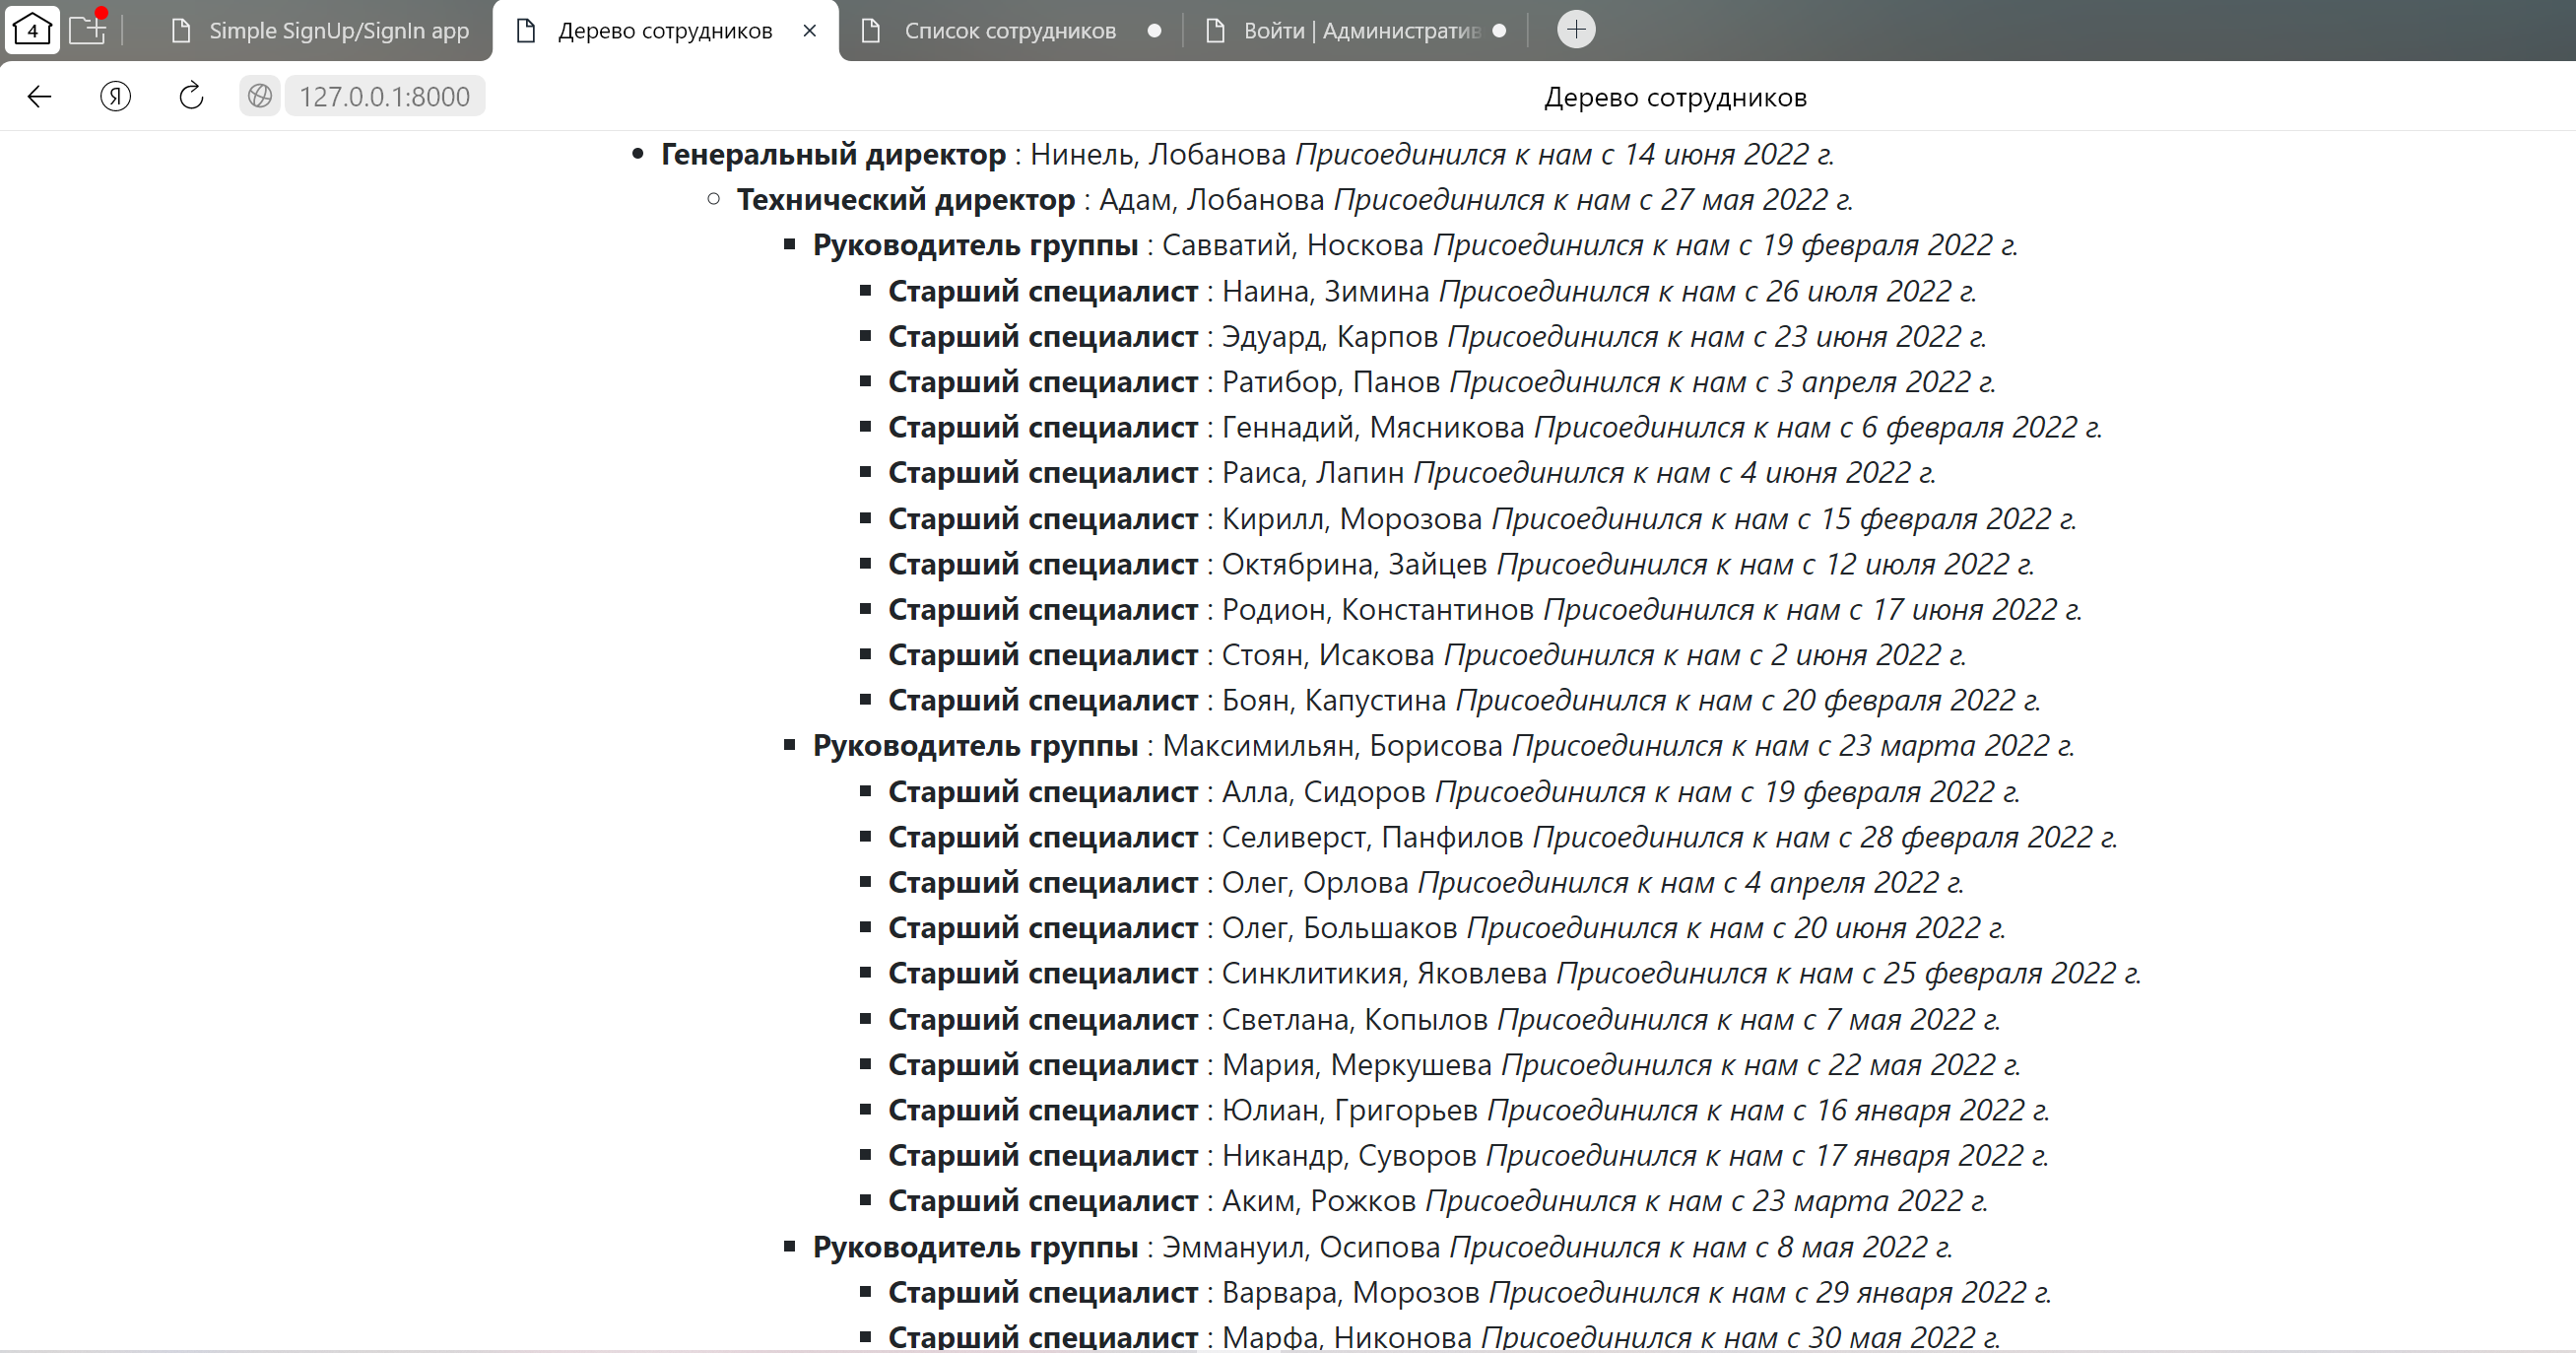 4 Simple SignUp/SignIn app Дерево сотрудников Список сотрудников Войти | Административ
Я 127.0.0.1:8000 Дерево сотрудников
Генеральный директор : Нинель, Лобанова Присоединился к нам с 14 июня 2022 г.
Технический директор : Адам, Лобанова Присоединился к нам с 27 мая 2022 г.
Руководитель группы : Савватий, Носкова Присоединился к нам с 19 февраля 2022 г.
Старший специалист : Наина, Зимина Присоединился к нам с 26 июля 2022 г.
Старший специалист : Эдуард, Карпов Присоединился к нам с 23 июня 2022 г.
Старший специалист : Ратибор, Панов Присоединился к нам с 3 апреля 2022 г.
Старший специалист : Геннадий, Мясникова Присоединился к нам с 6 февраля 2022 г.
Старший специалист : Раиса, Лапин Присоединился к нам с 4 июня 2022 г.
Старший специалист : Кирилл, Морозова Присоединился к нам с 15 февраля 2022 г.
Старший специалист : Октябрина, Зайцев Присоединился к нам с 12 июля 2022 г.
Старший специалист : Родион, Константинов Присоединился к нам с 17 июня 2022 г.
Старший специалист : Стоян, Исакова Присоединился к нам с 2 июня 2022 г.
Старший специалист : Боян, Капустина Присоединился к нам с 20 февраля 2022 г.
Руководитель группы : Максимильян, Борисова Присоединился к нам с 23 марта 2022 г.
Старший специалист : Алла, Сидоров Присоединился к нам с 19 февраля 2022 г.
Старший специалист : Селиверст, Панфилов Присоединился к нам с 28 февраля 2022 г.
Старший специалист : Олег, Орлова Присоединился к нам с 4 апреля 2022 г.
Старший специалист : Олег, Большаков Присоединился к нам с 20 июня 2022 г.
Старший специалист : Синклитикия, Яковлева Присоединился к нам с 25 февраля 2022 г.
Старший специалист : Светлана, Копылов Присоединился к нам с 7 мая 2022 г.
Старший специалист : Мария, Меркушева Присоединился к нам с 22 мая 2022 г.
Старший специалист : Юлиан, Григорьев Присоединился к нам с 16 января 2022 г.
Старший специалист : Никандр, Суворов Присоединился к нам с 17 января 2022 г.
Старший специалист : Аким, Рожков Присоединился к нам с 23 марта 2022 г.
Руководитель группы : Эммануил, Осипова Присоединился к нам с 8 мая 2022 г.
Старший специалист : Варвара, Морозов Присоединился к нам с 29 января 2022 г.
Старший специалист : Марфа, Никонова Присоединился к нам с 30 мая 2022 г.